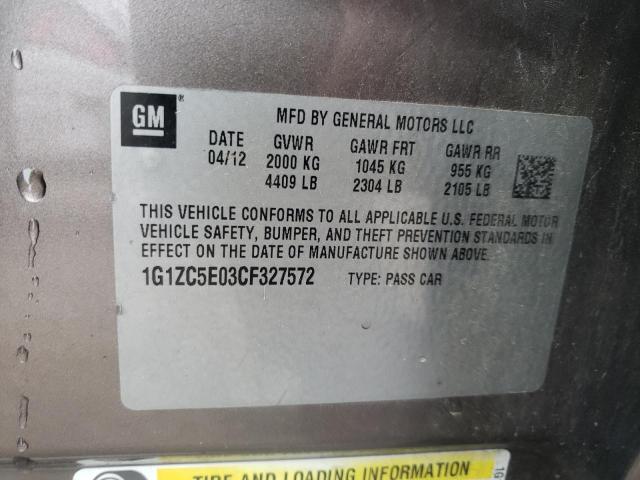 GM
MFD BY GENERAL MOTORS LLC
DATE GVWR GAWR FRT GAWR RR
04/12 2000 KG 1045 KG 955 KG
4409 LB 2304 LB 2105 LB
THIS VEHICLE CONFORMS TO ALL APPLICABLE U.S. FEDERAL MOTOR
VEHICLE SAFETY, BUMPER, AND THEFT PREVENTION STANDARDS IN
EFFECT ON THE DATE OF MANUFACTURE SHOWN ABOVE.
1G1ZC5E03CF327572 TYPE: PASS CAR
TIRE AND LOADING INFORMATION